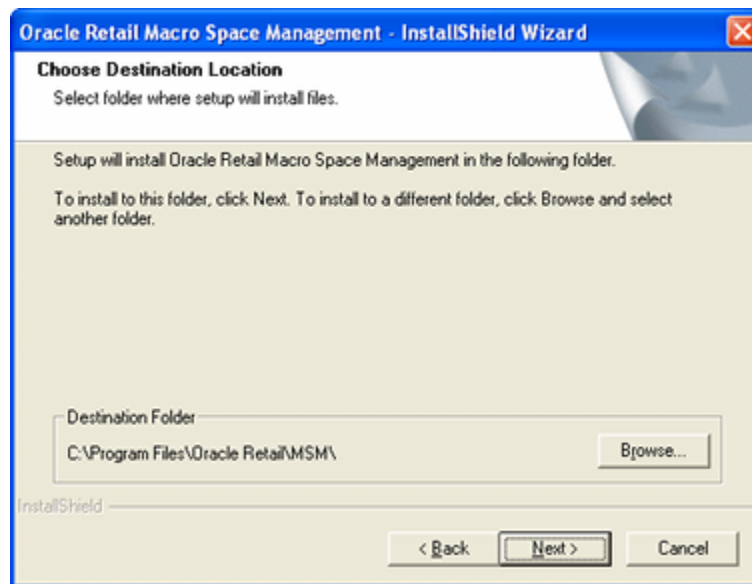 Oracle Retail Macro Space Management - InstallShield Wizard
Choose Destination Location
Select folder where setup will install files.
Setup will install Oracle Retail Macro Space Management in the following folder.
To install to this folder, click Next. To install to a different folder, click Browse and select
another folder.
Destination Folder
C:\Program Files\Oracle Retail\MSM\
Browse...
InstallShield
< Back
Next >
Cancel